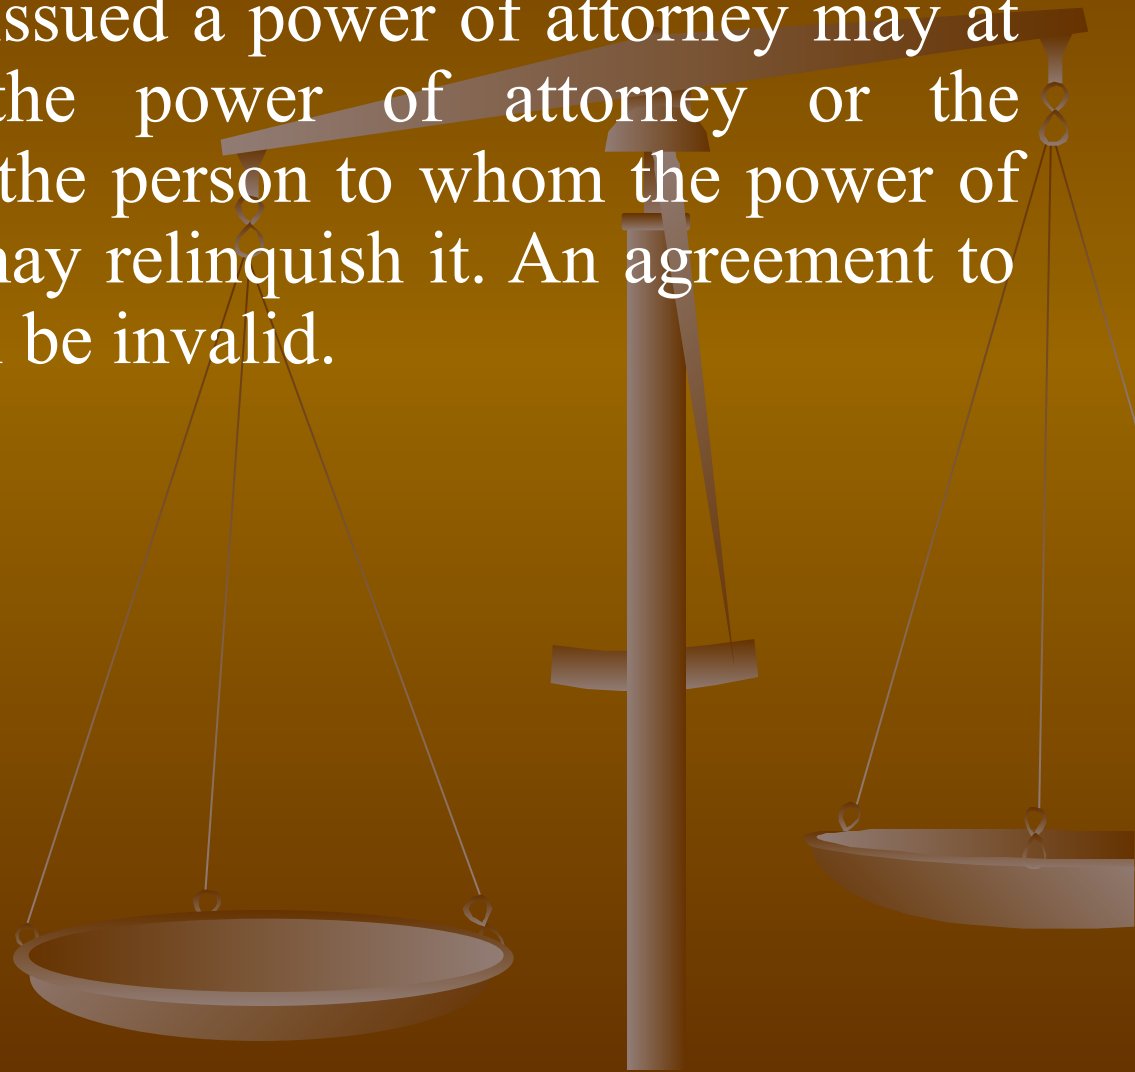 issued a power of attorney may at
the power of attorney or the
the person to whom the power of
may relinquish it. An agreement to
be invalid.